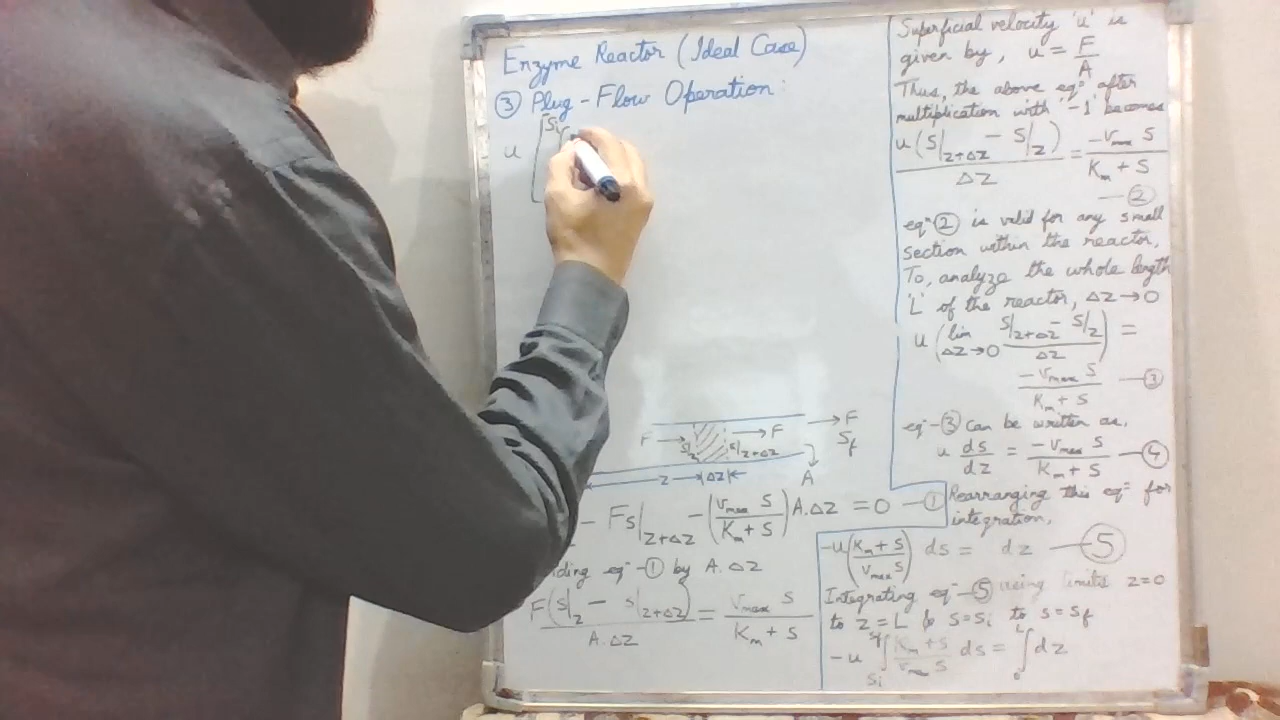 Enzyme Reactor (Ideal Case)
③ Plug-Flow Operation:
u [ Si
F F Sf
F S|z S|z+Δz F
z Δz A
- FS|z+Δz - (vmax S / Km + S) A.Δz = 0 —①
eqⁿ-① by A.Δz
F(S|z - S|z+Δz) / A.Δz = vmax S / Km + S
Superficial velocity 'u' is
given by, u = F/A
Thus, the above eqⁿ after
multiplication with '-1' becomes
u(S|z+Δz - S|z) / Δz = -vmax S / Km + S
—②
eqⁿ② is valid for any small
section within the reactor.
To, analyze the whole length
'L' of the reactor, Δz→0
u (lim Δz→0 S|z+Δz - S|z / Δz) =
-vmax S / Km + S —③
eqⁿ-③ can be written as,
u ds/dz = -vmax S / Km + S —④
Rearranging this eqⁿ for
integration,
-u(Km + S / vmax S) ds = dz —⑤
Integrating eqⁿ-⑤ using limits z=0
to z=L & S=Si to S=Sf
-u ∫Si^Sf Km + S / vmax S ds = ∫0^L dz